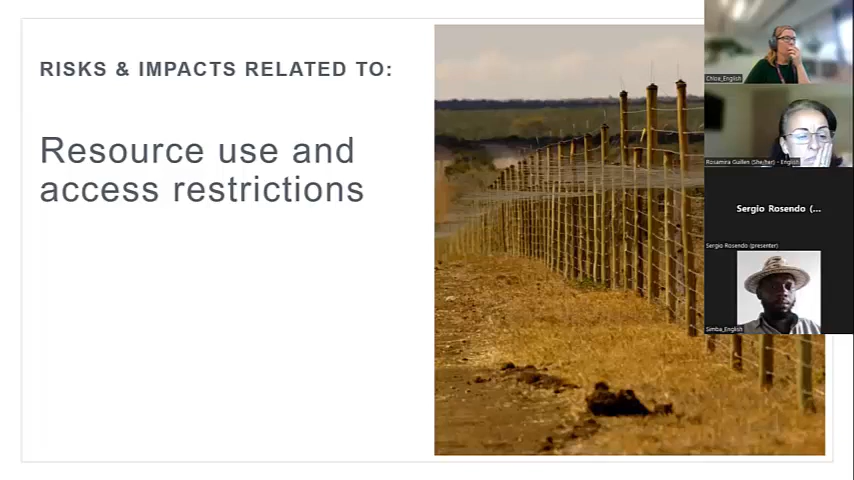 RISKS & IMPACTS RELATED TO:
Resource use and
access restrictions
Chloe_English
Rosamira Guillen (She/her) - English
Sergio Rosendo (...
Sergio Rosendo (presenter)
Simba_English